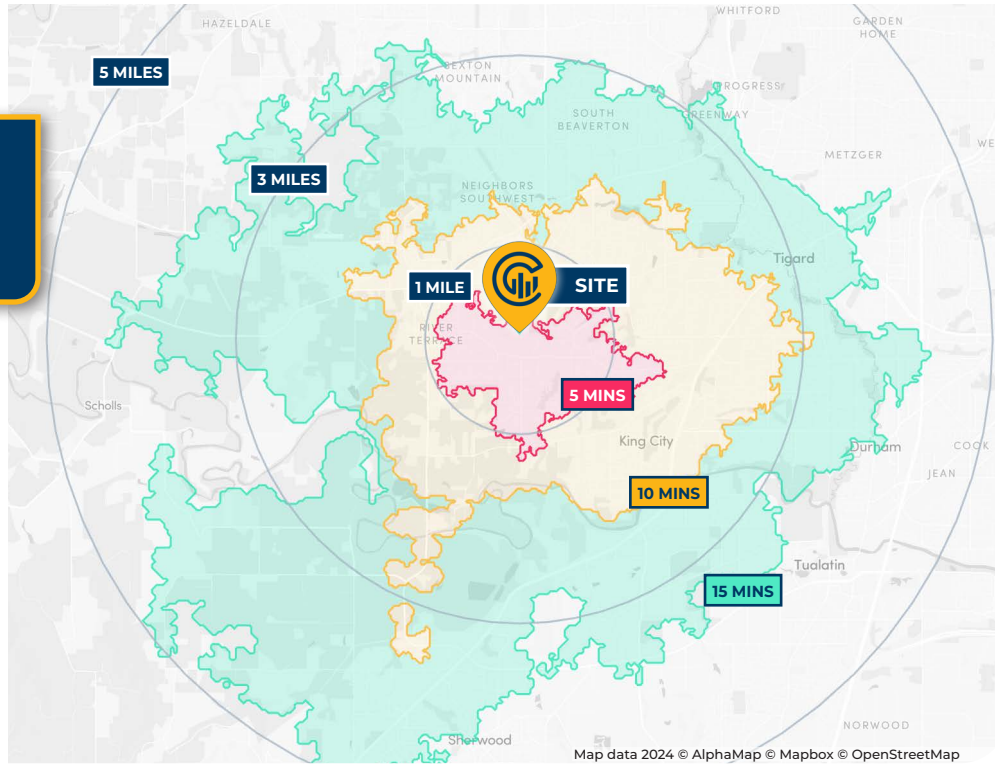 HAZELDALE
WHITFORD
GARDEN
HOME
5 MILES
SEXTON
MOUNTAIN
PROGRESS
GREENWAY
SOUTH
BEAVERTON
METZGER
3 MILES
NEIGHBORS
SOUTHWEST
Tigard
1 MILE
SITE
RIVER
TERRACE
5 MINS
Scholls
King City
Durham
COOK
JEAN
10 MINS
Tualatin
15 MINS
NORWOOD
Sherwood
Map data 2024 © AlphaMap © Mapbox © OpenStreetMap